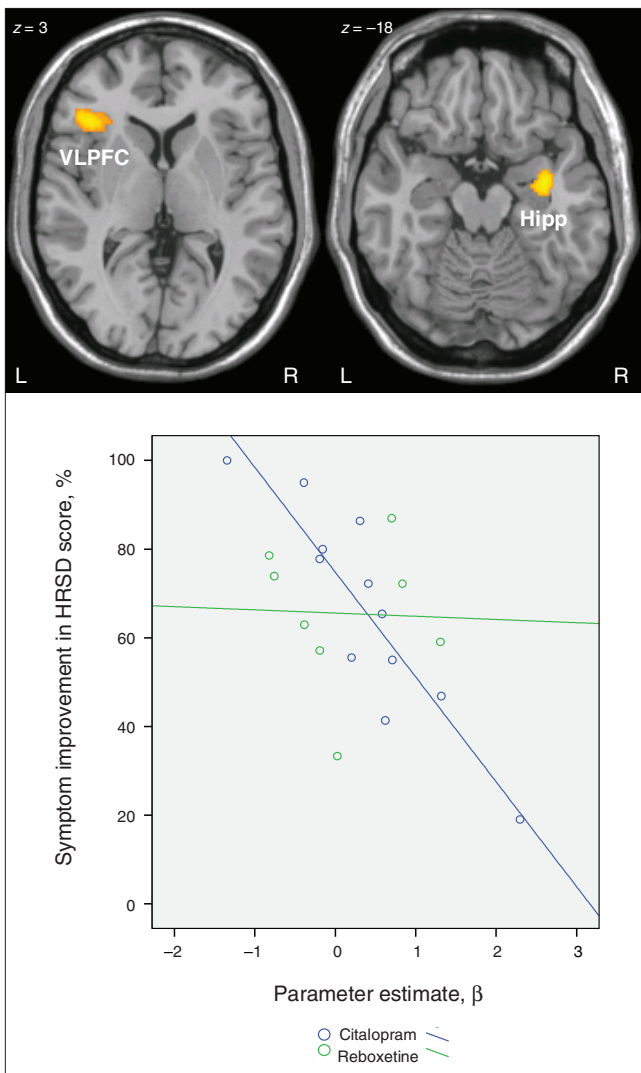 z = 3
z = –18
VLPFC
Hipp
L
R
L
R
Symptom improvement in HRSD score, %
100
80
60
40
20
0
–2
–1
0
1
2
3
Parameter estimate, β
Citalopram
Reboxetine